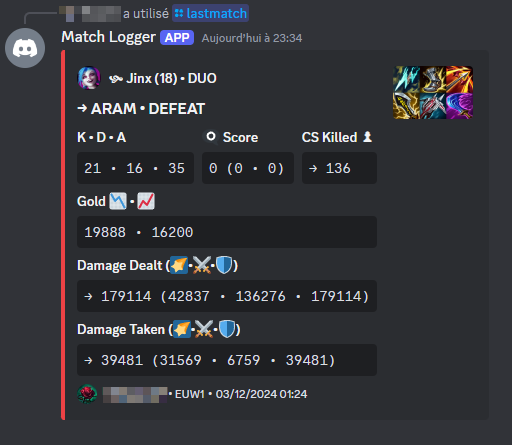 a utilisé lastmatch
Match Logger APP Aujourd'hui à 23:34
Jinx (18) • DUO
→ ARAM • DEFEAT
K • D • A Score CS Killed
21 • 16 • 35 0 (0 • 0) → 136
Gold •
19888 • 16200
Damage Dealt ( • • )
→ 179114 (42837 • 136276 • 179114)
Damage Taken ( • • )
→ 39481 (31569 • 6759 • 39481)
• EUW1 • 03/12/2024 01:24